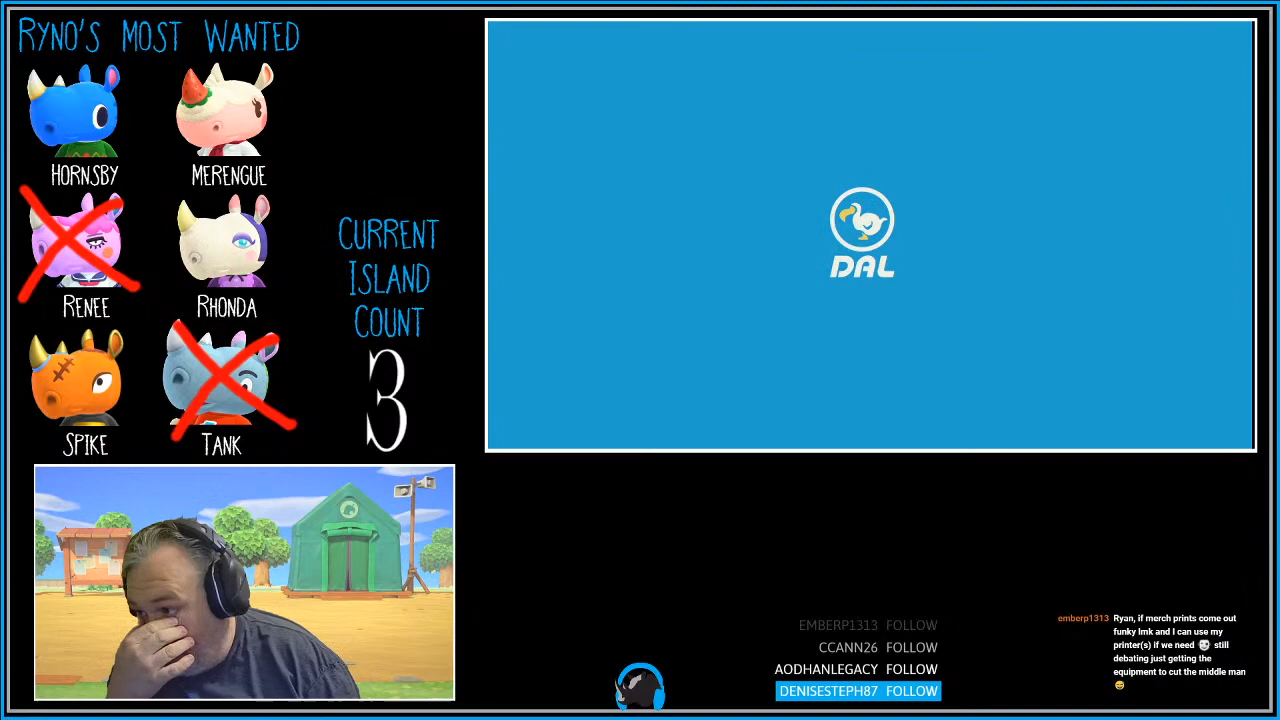 RYNO'S MOST WANTED
HORNSBY
MERENGUE
RENEE
RHONDA
SPIKE
TANK
CURRENT
ISLAND
COUNT
3
DAL
EMBERP1313 FOLLOW
CCANN26 FOLLOW
AODHANLEGACY FOLLOW
DENISESTEPH87 FOLLOW
emberp1313 Ryan, if merch prints come out
funky lmk and I can use my
printer(s) if we need still
debating just getting the
equipment to cut the middle man